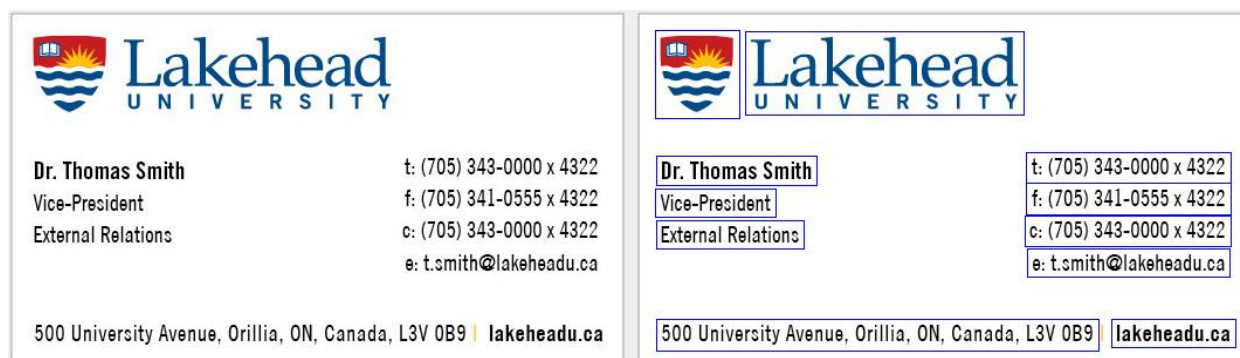 Lakehead
UNIVERSITY
Dr. Thomas Smith
Vice-President
External Relations
t: (705) 343-0000 x 4322
f: (705) 341-0555 x 4322
c: (705) 343-0000 x 4322
e: t.smith@lakeheadu.ca
500 University Avenue, Orillia, ON, Canada, L3V 0B9 | lakeheadu.ca
Lakehead
UNIVERSITY
Dr. Thomas Smith
Vice-President
External Relations
t: (705) 343-0000 x 4322
f: (705) 341-0555 x 4322
c: (705) 343-0000 x 4322
e: t.smith@lakeheadu.ca
500 University Avenue, Orillia, ON, Canada, L3V 0B9 | lakeheadu.ca